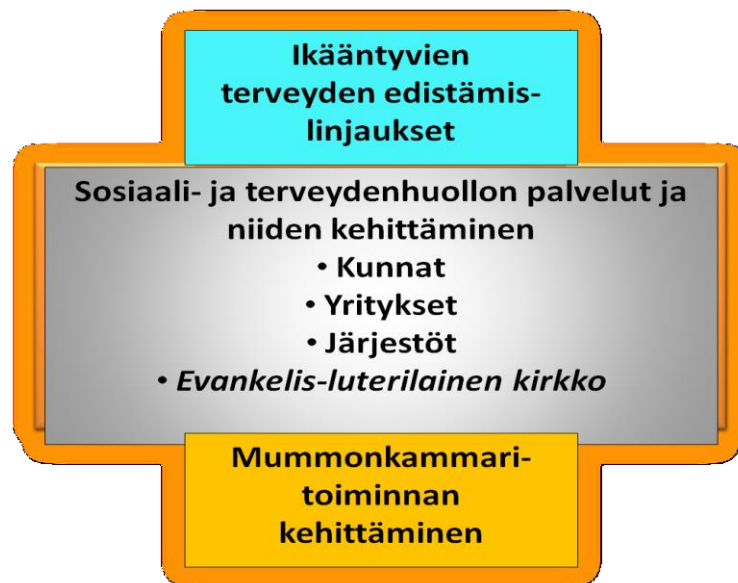 Ikääntyvien
terveyden edistämis-
linjaukset
Sosiaali- ja terveydenhuollon palvelut ja
niiden kehittäminen
• Kunnat
• Yritykset
• Järjestöt
• Evankelis-luterilainen kirkko
Mummonkammari-
toiminnan
kehittäminen